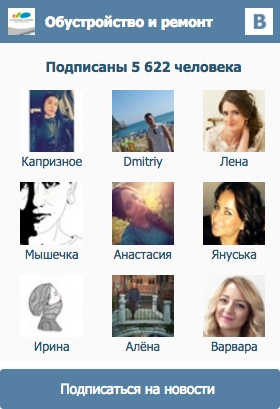 Обустройство и ремонт
B
Подписаны 5 622 человека
Капризное Dmitriy Лена
Мышечка Анастасия Януська
Ирина Алёна Варвара
Подписаться на новости